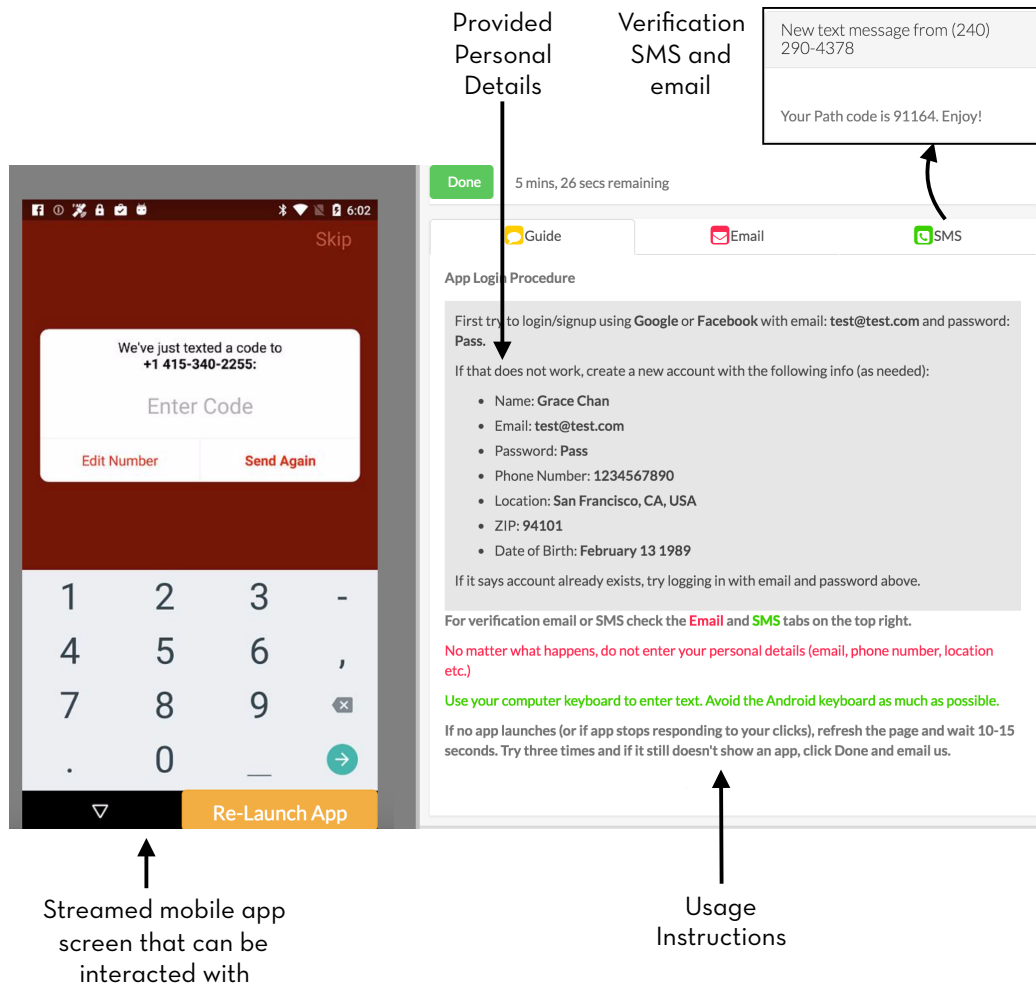 Provided
Personal
Details
Verification
SMS and
email
New text message from (240)
290-4378
Your Path code is 91164. Enjoy!
6:02
Skip
We've just texted a code to
+1 415-340-2255:
Enter Code
Edit Number
Send Again
1 2 3 -
4 5 6 ,
7 8 9
. 0 _
Re-Launch App
Done
5 mins, 26 secs remaining
Guide
Email
SMS
App Login Procedure
First try to login/signup using Google or Facebook with email: test@test.com and password:
Pass.
If that does not work, create a new account with the following info (as needed):
• Name: Grace Chan
• Email: test@test.com
• Password: Pass
• Phone Number: 1234567890
• Location: San Francisco, CA, USA
• ZIP: 94101
• Date of Birth: February 13 1989
If it says account already exists, try logging in with email and password above.
For verification email or SMS check the Email and SMS tabs on the top right.
No matter what happens, do not enter your personal details (email, phone number, location
etc.)
Use your computer keyboard to enter text. Avoid the Android keyboard as much as possible.
If no app launches (or if app stops responding to your clicks), refresh the page and wait 10-15
seconds. Try three times and if it still doesn't show an app, click Done and email us.
Streamed mobile app
screen that can be
interacted with
Usage
Instructions